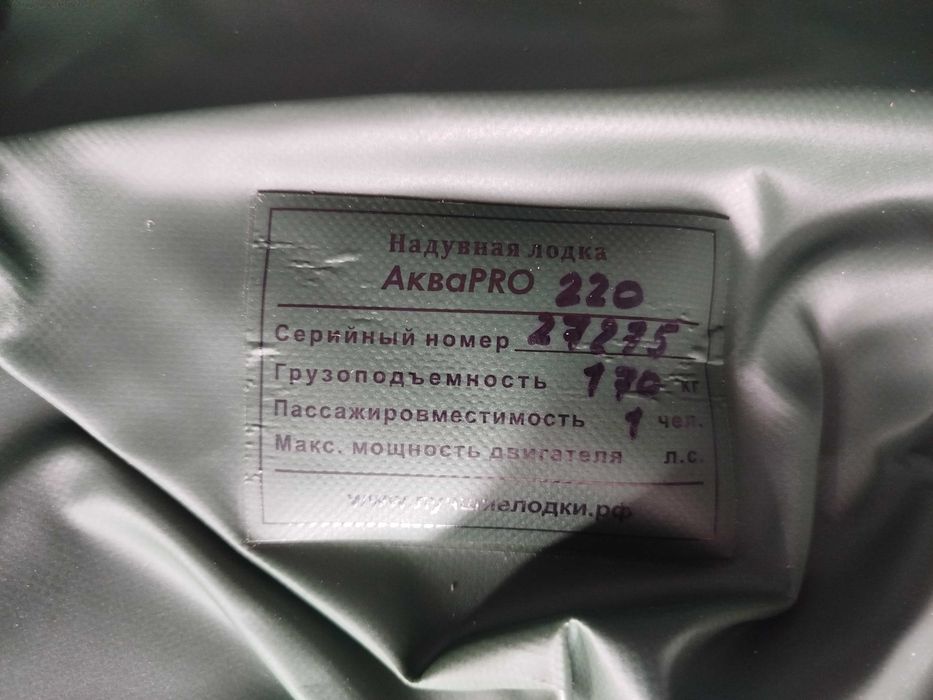 Надувная лодка
АкваPRO 220
Серийный номер 27275
Грузоподъемность 170 кг
Пассажировместимость 1 чел.
Макс. мощность двигателя л.с.